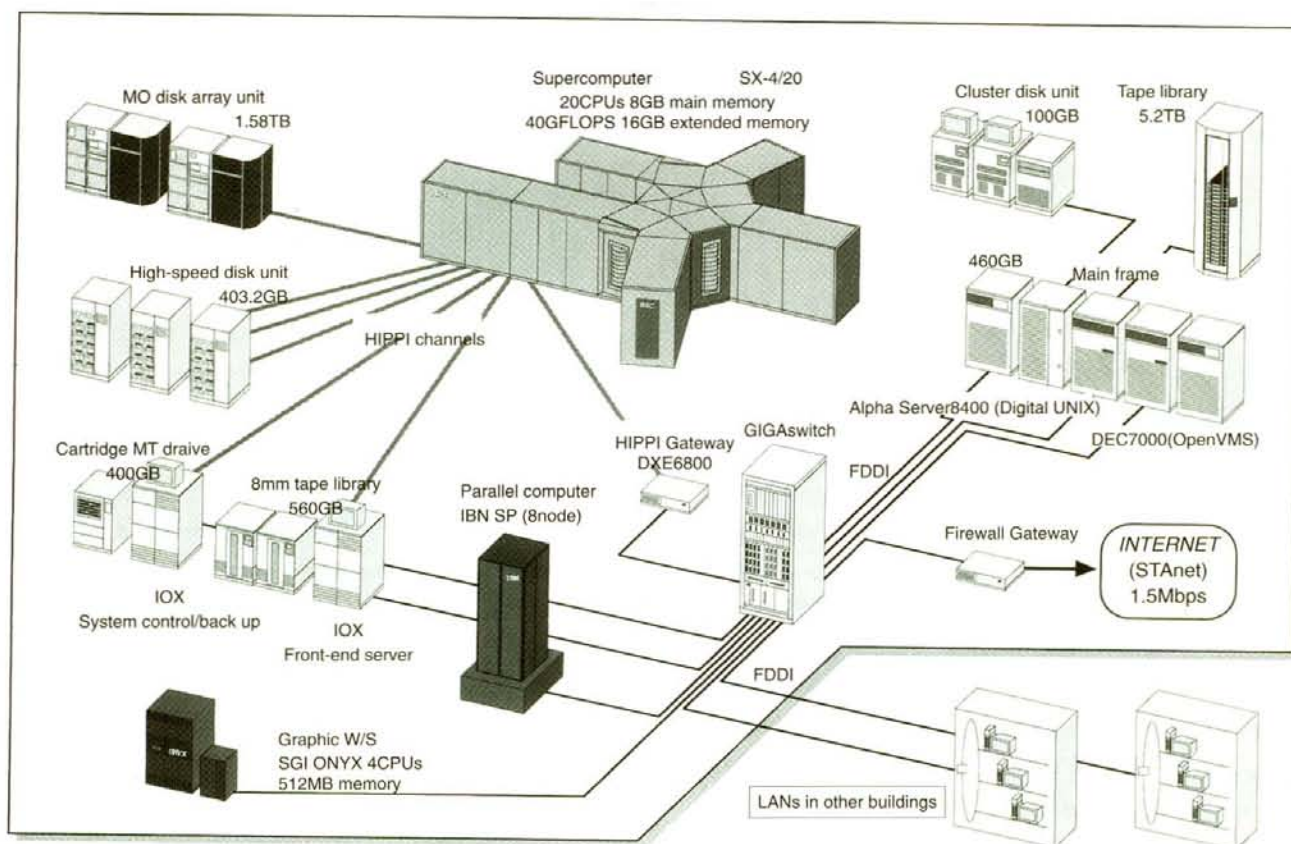 Supercomputer SX-4/20
20CPUs 8GB main memory
40GFLOPS 16GB extended memory
MO disk array unit
1.58TB
Cluster disk unit
100GB
Tape library
5.2TB
High-speed disk unit
403.2GB
HIPPI channels
460GB
Main frame
Alpha Server8400 (Digital UNIX)
DEC7000(OpenVMS)
Cartridge MT draive
400GB
8mm tape library
560GB
Parallel computer
IBN SP (8node)
HIPPI Gateway
DXE6800
GIGAswitch
FDDI
Firewall Gateway
INTERNET
(STAnet)
1.5Mbps
IOX
System control/back up
IOX
Front-end server
FDDI
Graphic W/S
SGI ONYX 4CPUs
512MB memory
LANs in other buildings